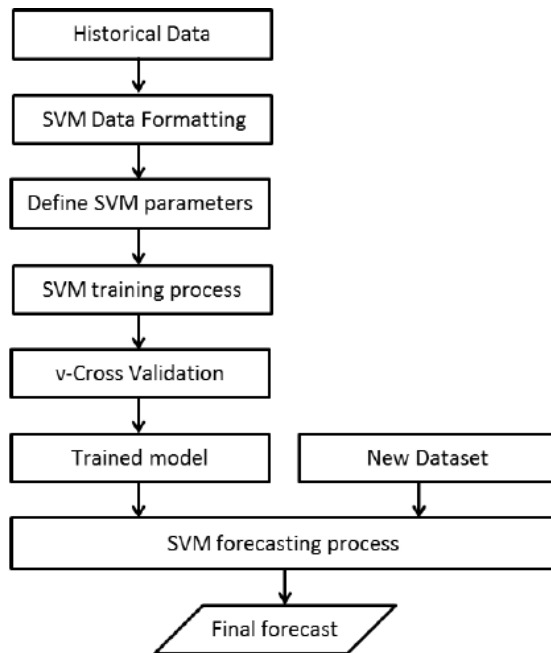 Historical Data
SVM Data Formatting
Define SVM parameters
SVM training process
v-Cross Validation
Trained model
New Dataset
SVM forecasting process
Final forecast